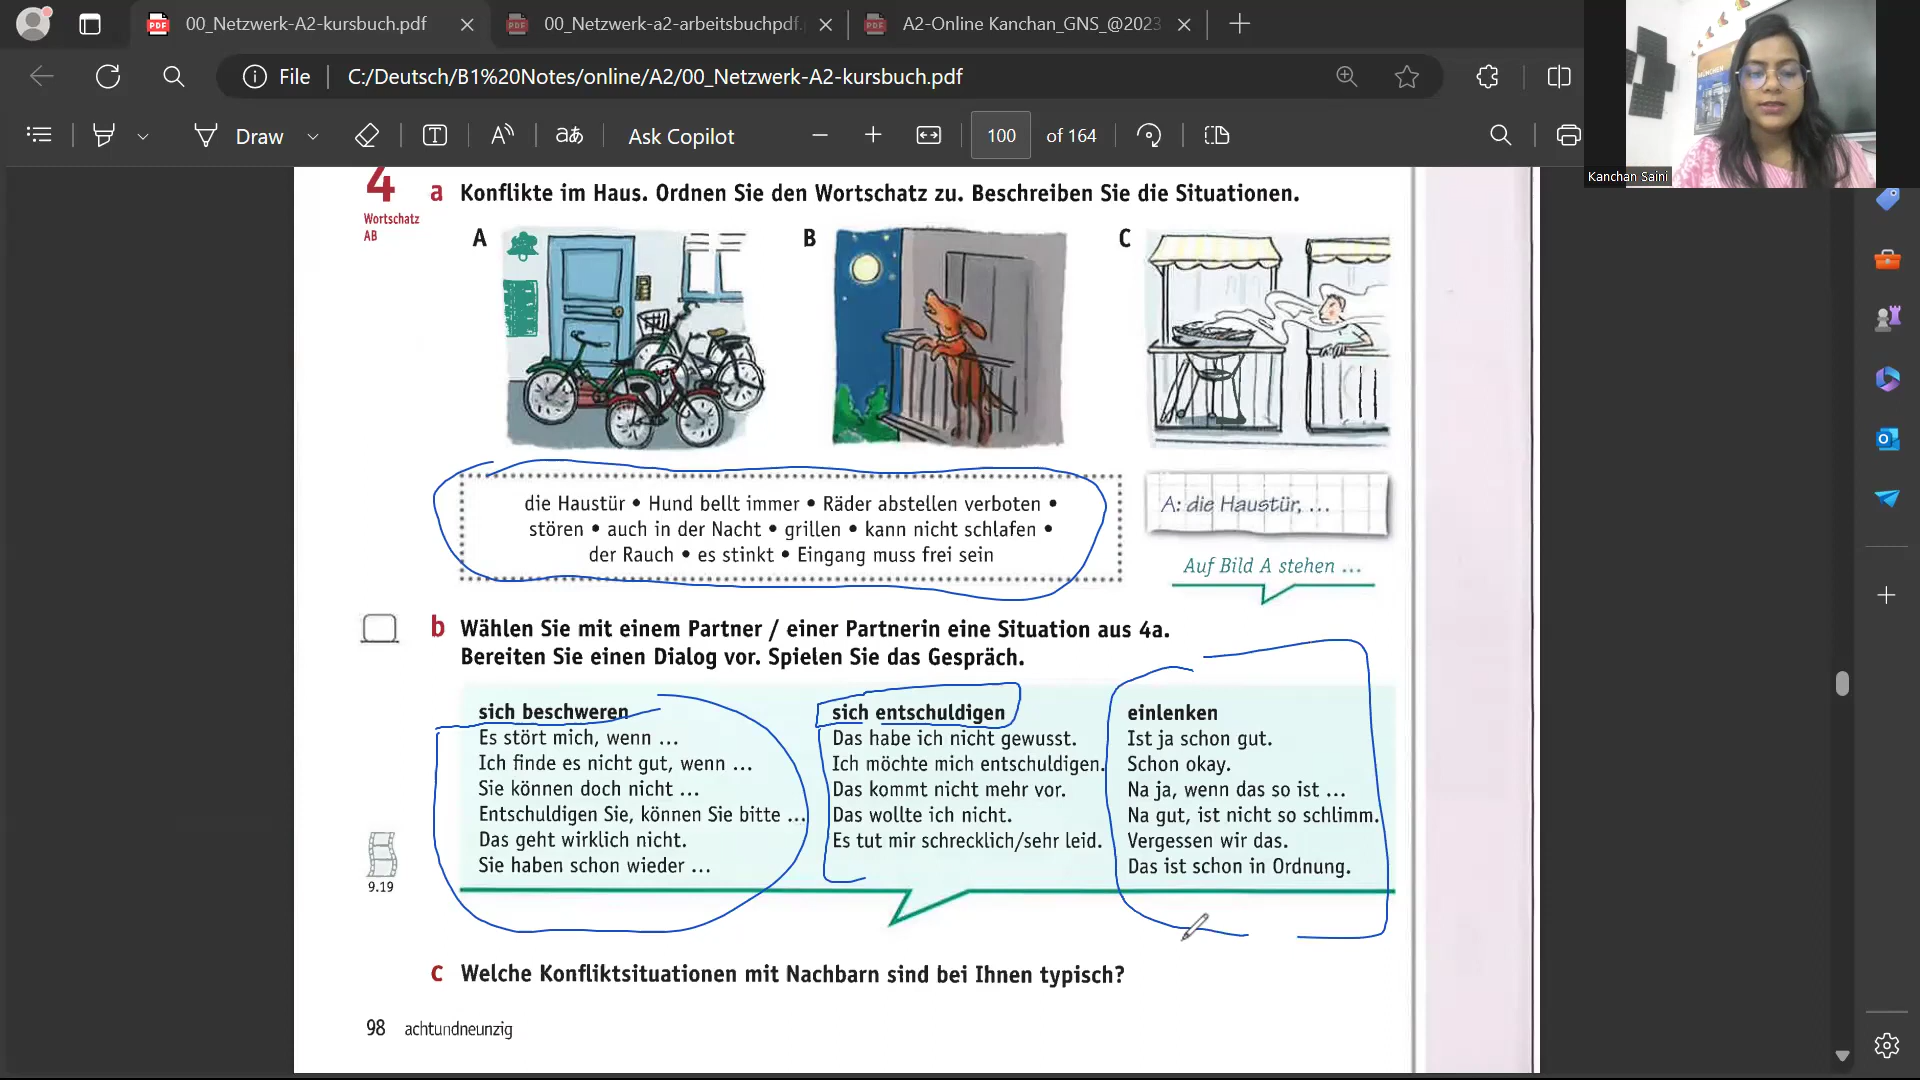 00_Netzwerk-A2-kursbuch.pdf
00_Netzwerk-a2-arbeitsbuchpdf.
A2-Online Kanchan_GNS_@2023
File
C:/Deutsch/B1%20Notes/online/A2/00_Netzwerk-A2-kursbuch.pdf
Draw
Ask Copilot
100 of 164
MÜNCHEN
Kanchan Saini
4
Wortschatz
AB
a Konflikte im Haus. Ordnen Sie den Wortschatz zu. Beschreiben Sie die Situationen.
A
B
C
die Haustür • Hund bellt immer • Räder abstellen verboten •
stören • auch in der Nacht • grillen • kann nicht schlafen •
der Rauch • es stinkt • Eingang muss frei sein
A: die Haustür, ...
Auf Bild A stehen ...
b Wählen Sie mit einem Partner / einer Partnerin eine Situation aus 4a.
Bereiten Sie einen Dialog vor. Spielen Sie das Gespräch.
sich beschweren
Es stört mich, wenn ...
Ich finde es nicht gut, wenn ...
Sie können doch nicht ...
Entschuldigen Sie, können Sie bitte ...
Das geht wirklich nicht.
Sie haben schon wieder ...
sich entschuldigen
Das habe ich nicht gewusst.
Ich möchte mich entschuldigen.
Das kommt nicht mehr vor.
Das wollte ich nicht.
Es tut mir schrecklich/sehr leid.
einlenken
Ist ja schon gut.
Schon okay.
Na ja, wenn das so ist ...
Na gut, ist nicht so schlimm.
Vergessen wir das.
Das ist schon in Ordnung.
9.19
c Welche Konfliktsituationen mit Nachbarn sind bei Ihnen typisch?
98 achtundneunzig